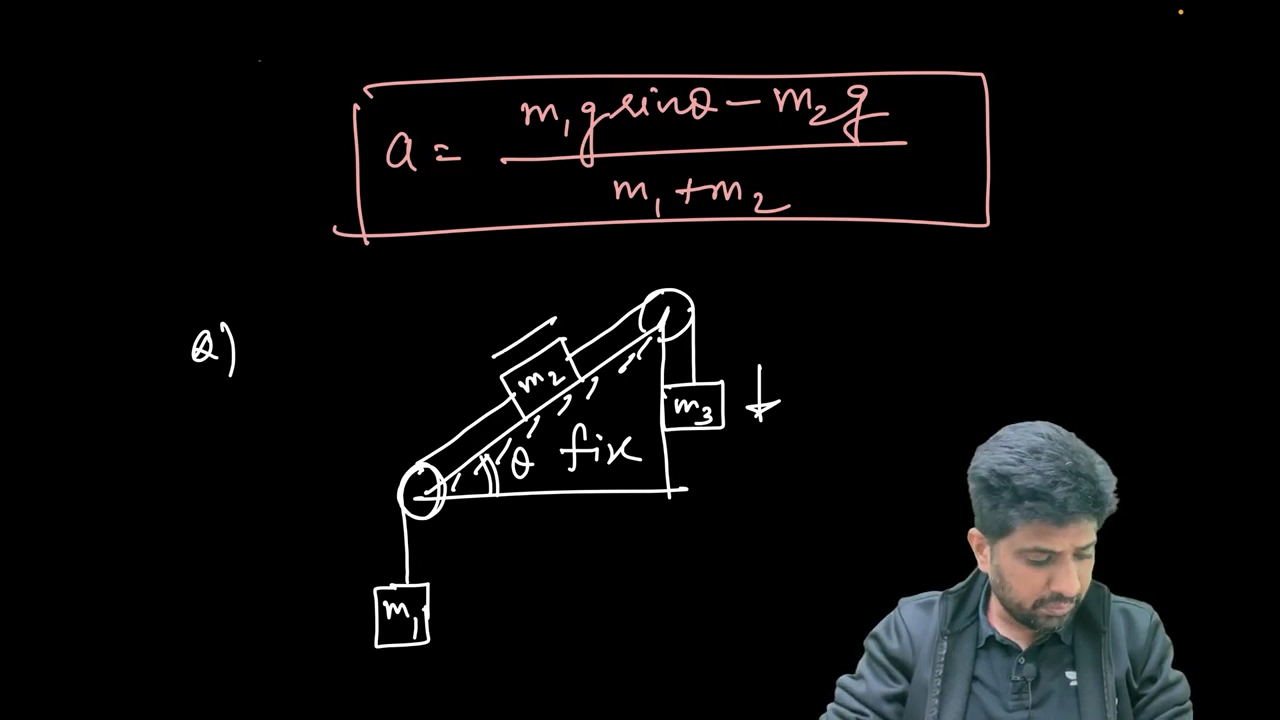 a = m₁g sinθ − m₂g / m₁ + m₂
Q)
m₂
m₃
θ fix
m₁